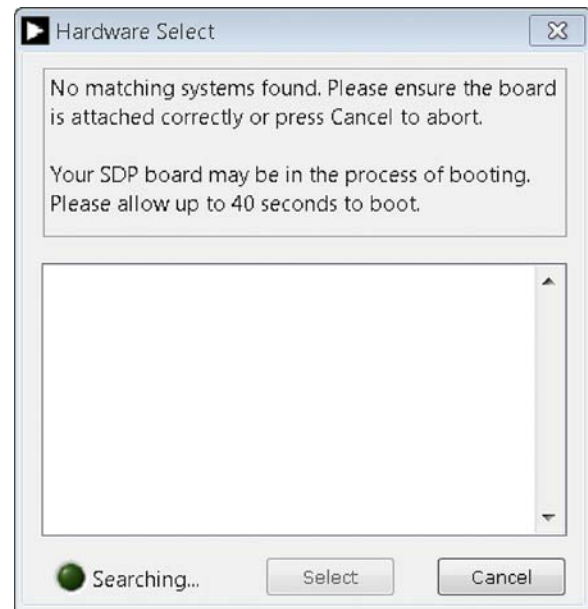 Hardware Select
No matching systems found. Please ensure the board
is attached correctly or press Cancel to abort.
Your SDP board may be in the process of booting.
Please allow up to 40 seconds to boot.
Searching... Select Cancel